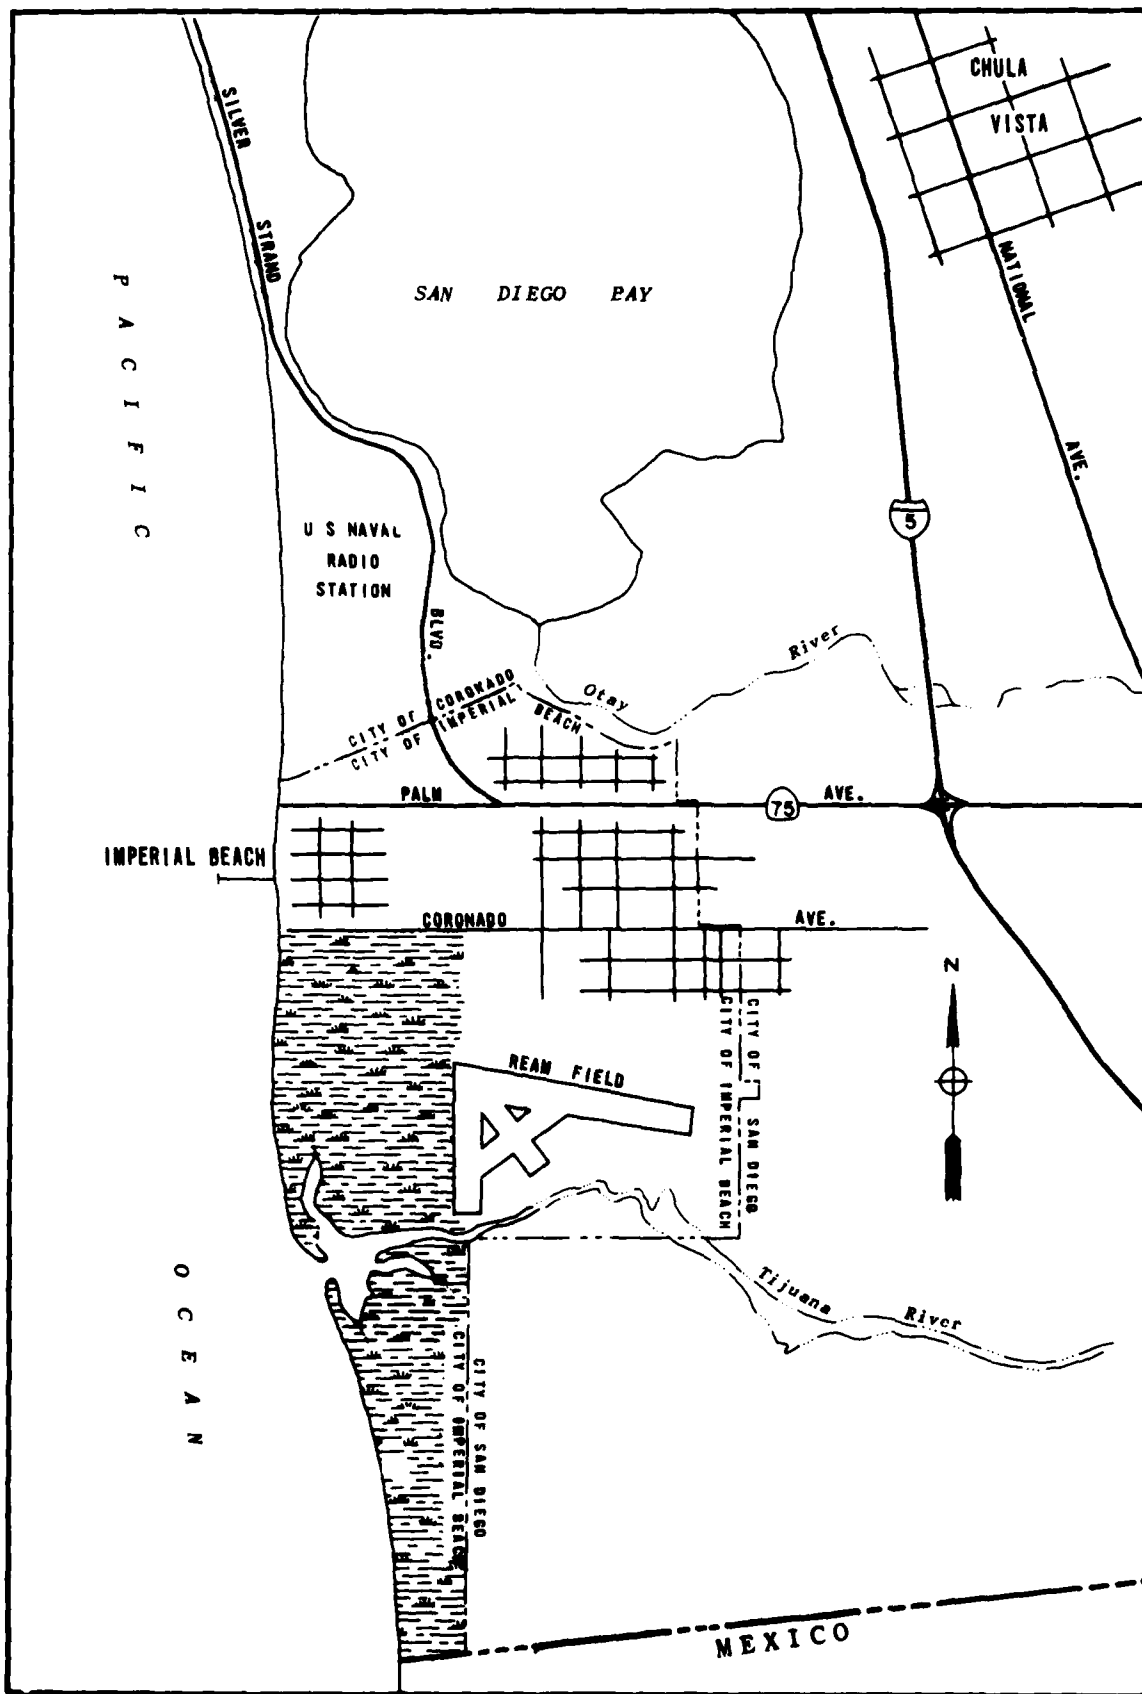 CHULA
VISTA
SILVER
STRAND
BLVD.
NATIONAL
AVE.
SAN DIEGO BAY
PACIFIC
OCEAN
5
U S NAVAL
RADIO
STATION
River
Otay
CITY OF CORONADO
CITY OF IMPERIAL BEACH
PALM
75
AVE.
IMPERIAL BEACH
CORONADO
AVE.
N
REAM FIELD
CITY OF SAN DIEGO
CITY OF IMPERIAL BEACH
Tijuana River
CITY OF SAN DIEGO
CITY OF IMPERIAL BEACH
MEXICO